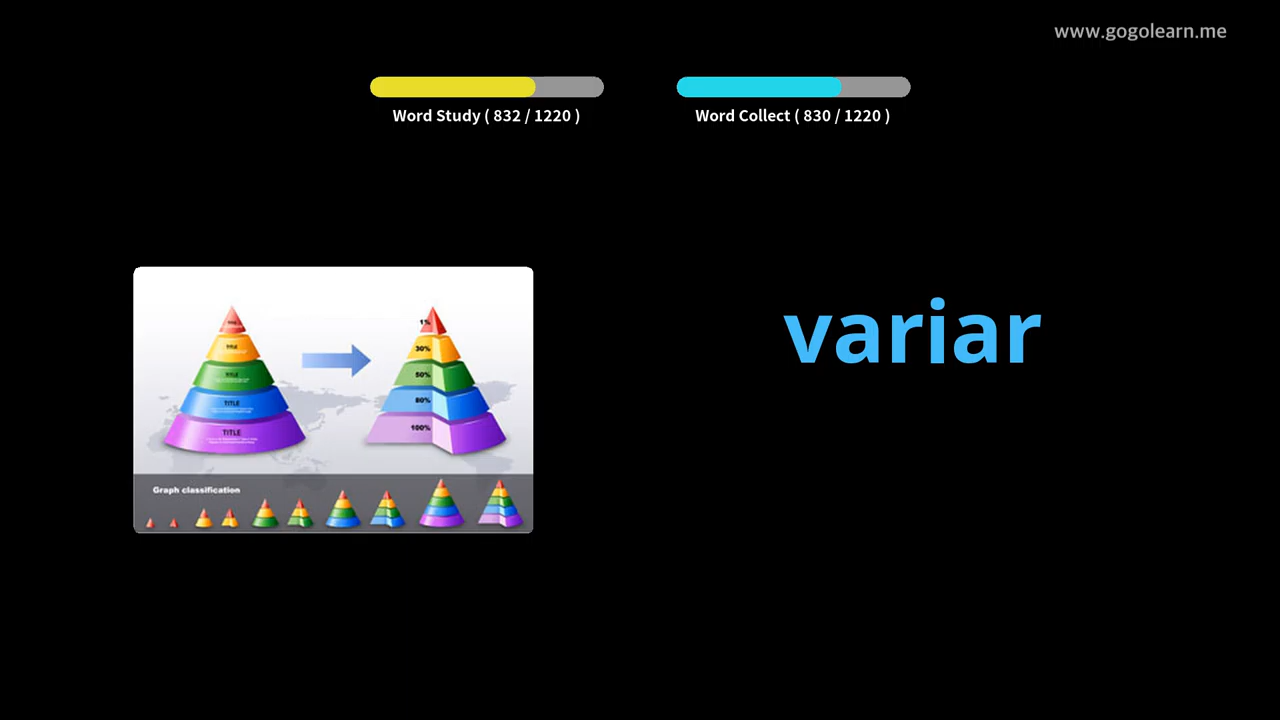 www.gogolearn.me
Word Study ( 832 / 1220 )
Word Collect ( 830 / 1220 )
variar
TITLE
TITLE
TITLE
TITLE
1%
30%
50%
80%
100%
Graph classification